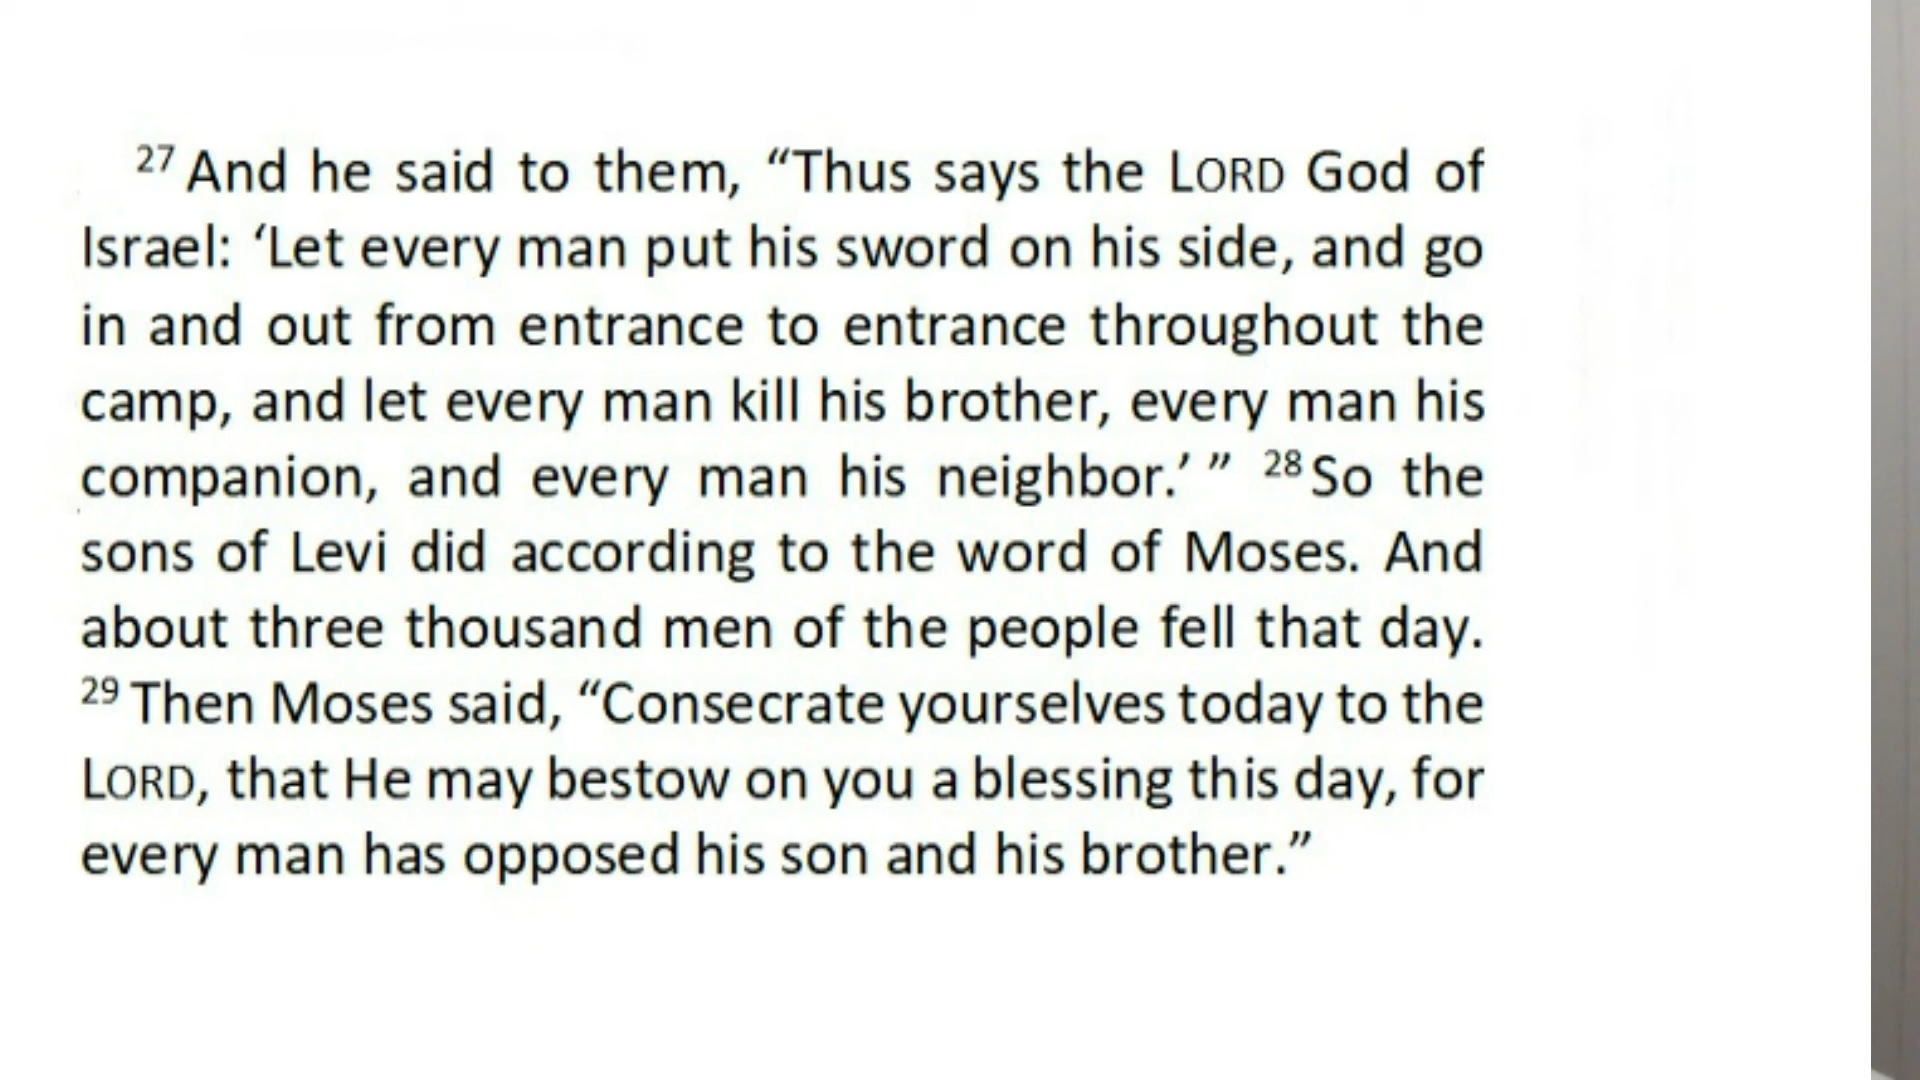 27 And he said to them, “Thus says the LORD God of
Israel: ‘Let every man put his sword on his side, and go
in and out from entrance to entrance throughout the
camp, and let every man kill his brother, every man his
companion, and every man his neighbor.’ ” 28 So the
sons of Levi did according to the word of Moses. And
about three thousand men of the people fell that day.
29 Then Moses said, “Consecrate yourselves today to the
LORD, that He may bestow on you a blessing this day, for
every man has opposed his son and his brother.”